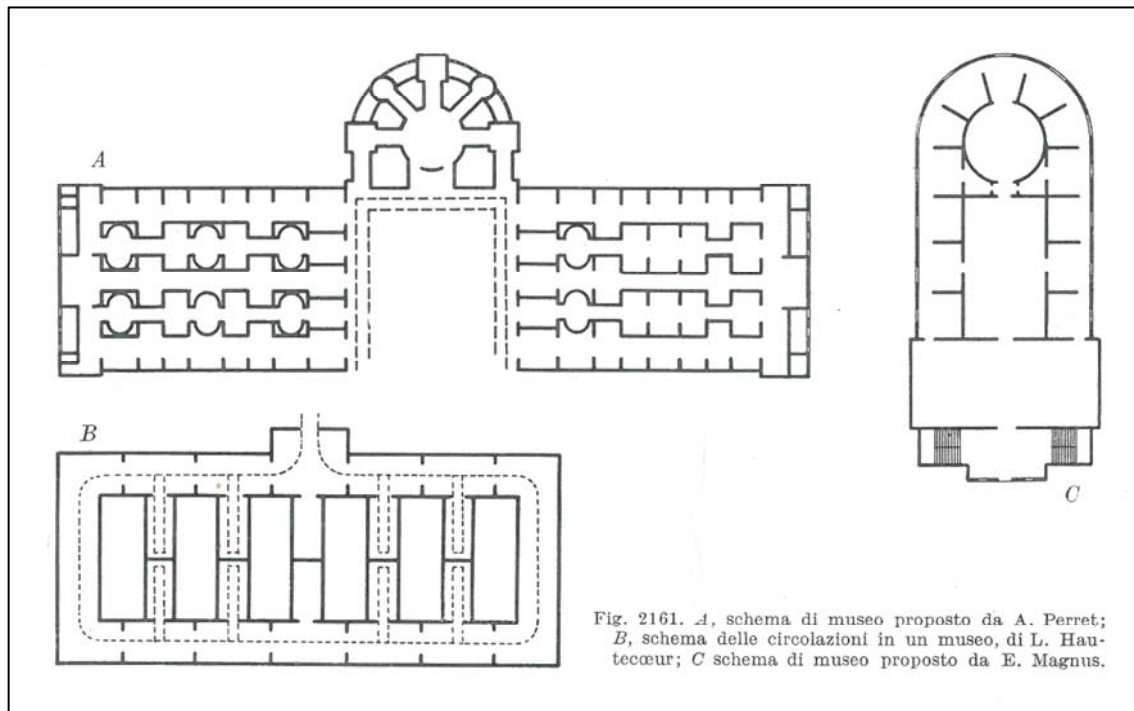 A
B
C
Fig. 2161. A, schema di museo proposto da A. Perret;
B, schema delle circolazioni in un museo, di L. Hau-
tecœur; C schema di museo proposto da E. Magnus.